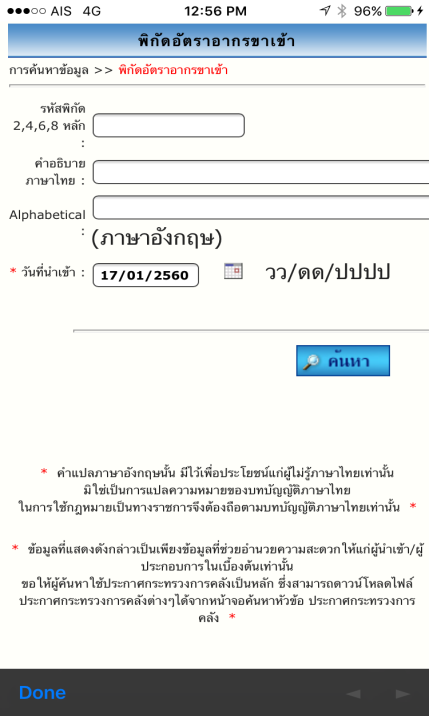 AIS 4G 12:56 PM 96%
พิกัดอัตราอากรขาเข้า
การค้นหาข้อมูล >> พิกัดอัตราอากรขาเข้า
รหัสพิกัด
2,4,6,8 หลัก
:
คำอธิบาย
ภาษาไทย :
Alphabetical
:
(ภาษาอังกฤษ)
* วันที่นำเข้า : 17/01/2560 วว/ดด/ปปปป
ค้นหา
* คำแปลภาษาอังกฤษนั้น มีไว้เพื่อประโยชน์แก่ผู้ไม่รู้ภาษาไทยเท่านั้น
มิใช่เป็นการแปลความหมายของบทบัญญัติภาษาไทย
ในการใช้กฎหมายเป็นทางราชการจึงต้องถือตามบทบัญญัติภาษาไทยเท่านั้น *
* ข้อมูลที่แสดงดังกล่าวเป็นเพียงข้อมูลที่ช่วยอำนวยความสะดวกให้แก่ผู้นำเข้า/ผู้
ประกอบการในเบื้องต้นเท่านั้น
ขอให้ผู้ค้นหาใช้ประกาศกระทรวงการคลังเป็นหลัก ซึ่งสามารถดาวน์โหลดไฟล์
ประกาศกระทรวงการคลังต่างๆได้จากหน้าจอค้นหาหัวข้อ ประกาศกระทรวงการ
คลัง *
Done